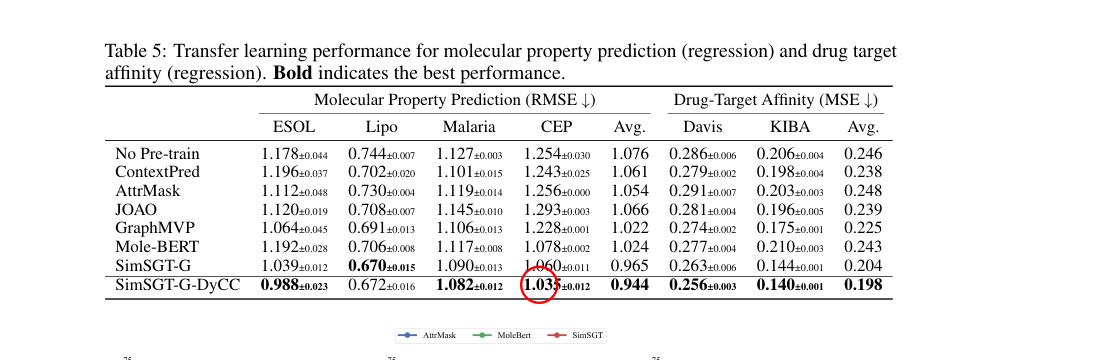 Table 5: Transfer learning performance for molecular property prediction (regression) and drug target
affinity (regression). Bold indicates the best performance.
Molecular Property Prediction (RMSE ↓) Drug-Target Affinity (MSE ↓)
ESOL Lipo Malaria CEP Avg. Davis KIBA Avg.
No Pre-train 1.178±0.044 0.744±0.007 1.127±0.003 1.254±0.030 1.076 0.286±0.006 0.206±0.004 0.246
ContextPred 1.196±0.037 0.702±0.020 1.101±0.015 1.243±0.025 1.061 0.279±0.002 0.198±0.004 0.238
AttrMask 1.112±0.048 0.730±0.004 1.119±0.014 1.256±0.000 1.054 0.291±0.007 0.203±0.003 0.248
JOAO 1.120±0.019 0.708±0.007 1.145±0.010 1.293±0.003 1.066 0.281±0.004 0.196±0.005 0.239
GraphMVP 1.064±0.045 0.691±0.013 1.106±0.013 1.228±0.001 1.022 0.274±0.002 0.175±0.001 0.225
Mole-BERT 1.192±0.028 0.706±0.008 1.117±0.008 1.078±0.002 1.024 0.277±0.004 0.210±0.003 0.243
SimSGT-G 1.039±0.012 0.670±0.015 1.090±0.013 1.060±0.011 0.965 0.263±0.006 0.144±0.001 0.204
SimSGT-G-DyCC 0.988±0.023 0.672±0.016 1.082±0.012 1.035±0.012 0.944 0.256±0.003 0.140±0.001 0.198
AttrMask MoleBert SimSGT
75 75 75